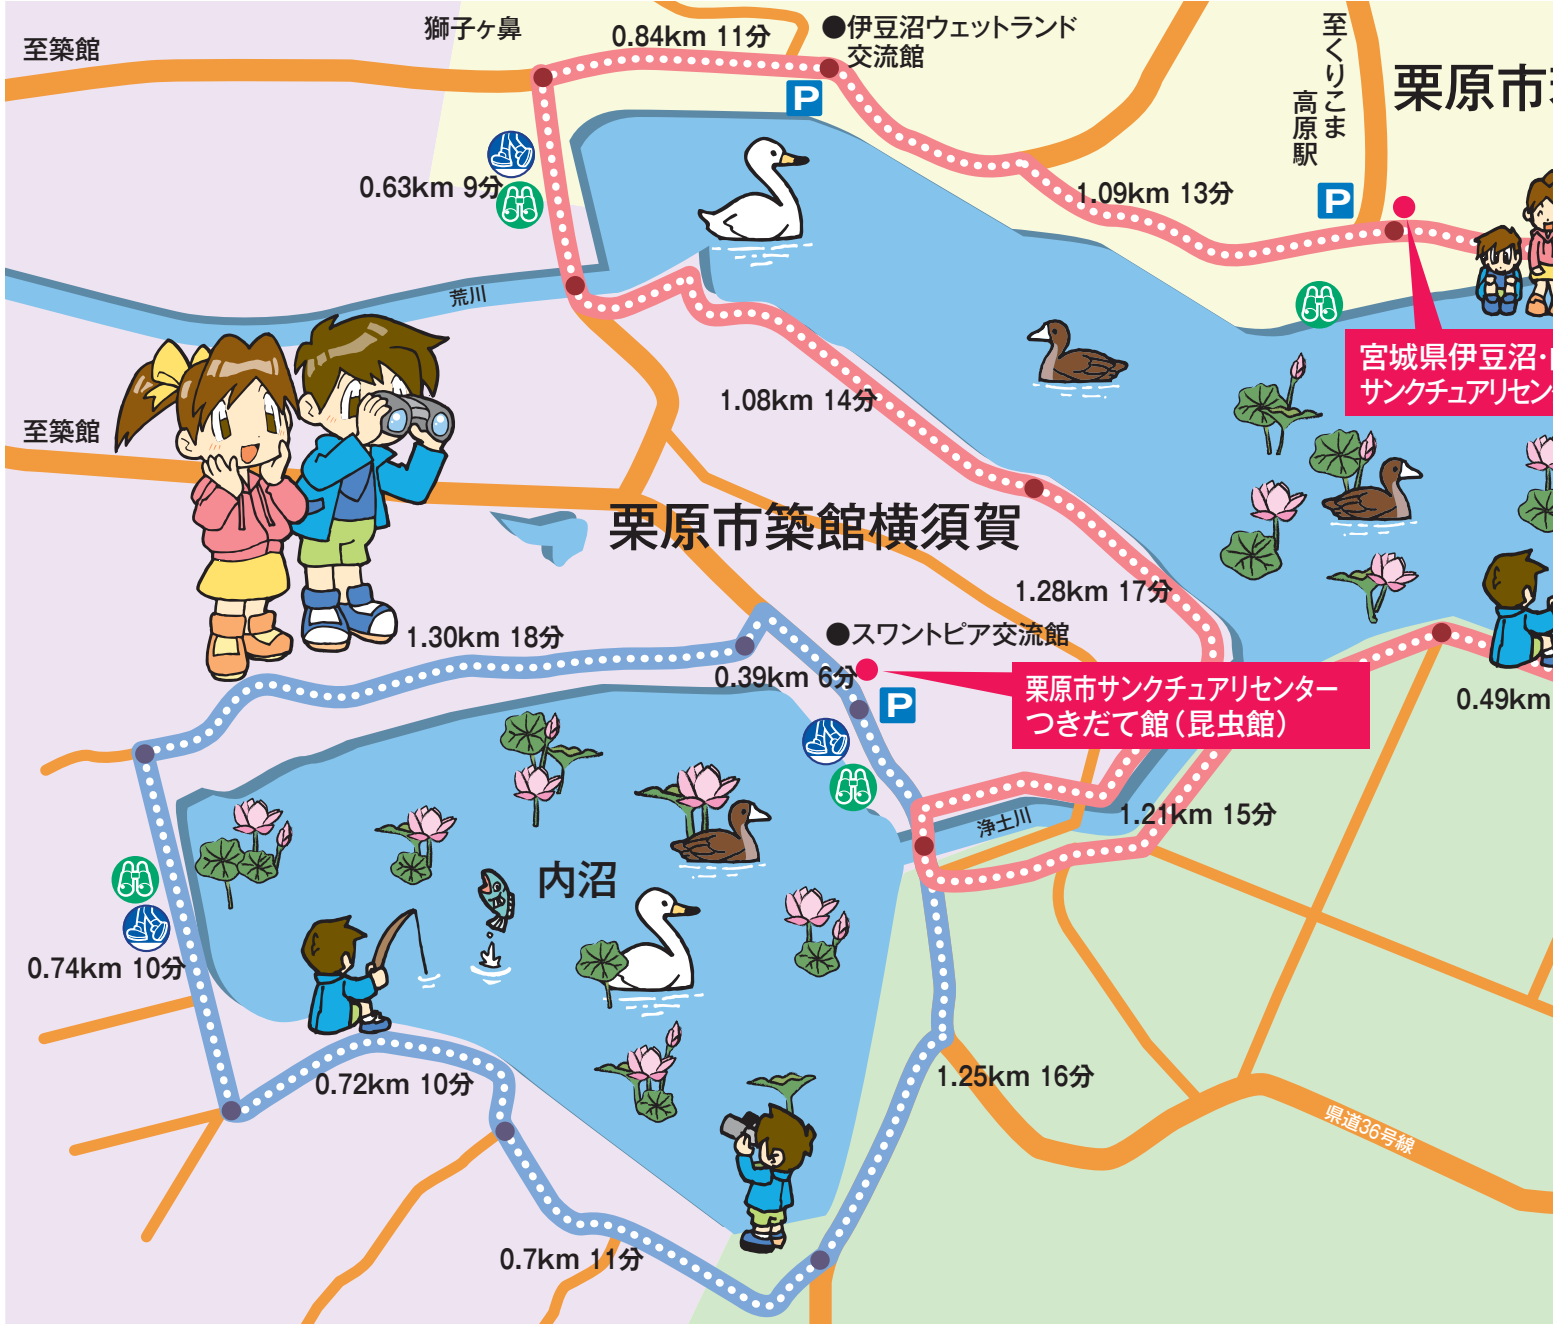 至築館
獅子ヶ鼻
0.84km 11分
●伊豆沼ウェットランド
交流館
至くりこま
高原駅
栗原市
P
0.63km 9分
1.09km 13分
P
荒川
宮城県伊豆沼・
サンクチュアリセン
1.08km 14分
至築館
栗原市築館横須賀
1.28km 17分
1.30km 18分
●スワントピア交流館
0.39km 6分
P
栗原市サンクチュアリセンター
つきだて館（昆虫館）
0.49km
浄土川
1.21km 15分
内沼
0.74km 10分
0.72km 10分
1.25km 16分
県道36号線
0.7km 11分